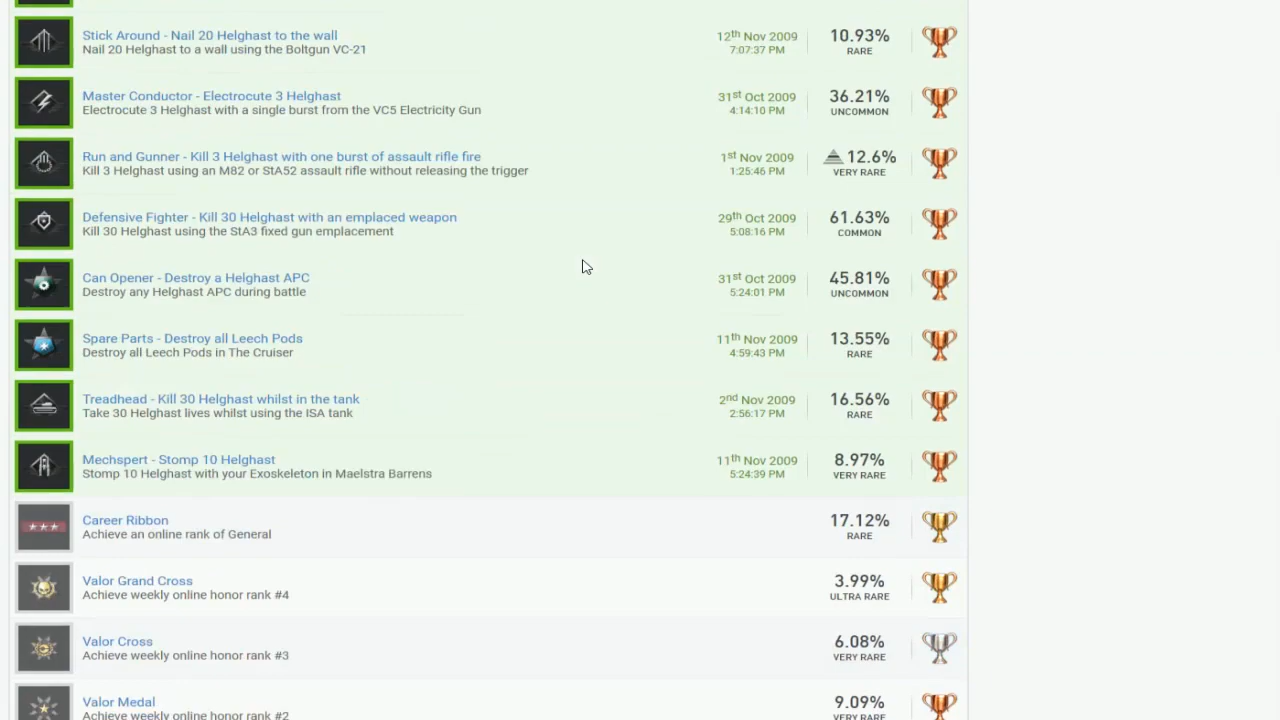 Stick Around - Nail 20 Helghast to the wall
Nail 20 Helghast to a wall using the Boltgun VC-21
12th Nov 2009
7:07:37 PM
10.93%
RARE
Master Conductor - Electrocute 3 Helghast
Electrocute 3 Helghast with a single burst from the VC5 Electricity Gun
31st Oct 2009
4:14:10 PM
36.21%
UNCOMMON
Run and Gunner - Kill 3 Helghast with one burst of assault rifle fire
Kill 3 Helghast using an M82 or StA52 assault rifle without releasing the trigger
1st Nov 2009
1:25:46 PM
12.6%
VERY RARE
Defensive Fighter - Kill 30 Helghast with an emplaced weapon
Kill 30 Helghast using the StA3 fixed gun emplacement
29th Oct 2009
5:08:16 PM
61.63%
COMMON
Can Opener - Destroy a Helghast APC
Destroy any Helghast APC during battle
31st Oct 2009
5:24:01 PM
45.81%
UNCOMMON
Spare Parts - Destroy all Leech Pods
Destroy all Leech Pods in The Cruiser
11th Nov 2009
4:59:43 PM
13.55%
RARE
Treadhead - Kill 30 Helghast whilst in the tank
Take 30 Helghast lives whilst using the ISA tank
2nd Nov 2009
2:56:17 PM
16.56%
RARE
Mechspert - Stomp 10 Helghast
Stomp 10 Helghast with your Exoskeleton in Maelstra Barrens
11th Nov 2009
5:24:39 PM
8.97%
VERY RARE
Career Ribbon
Achieve an online rank of General
17.12%
RARE
Valor Grand Cross
Achieve weekly online honor rank #4
3.99%
ULTRA RARE
Valor Cross
Achieve weekly online honor rank #3
6.08%
VERY RARE
Valor Medal
Achieve weekly online honor rank #2
9.09%
VERY RARE